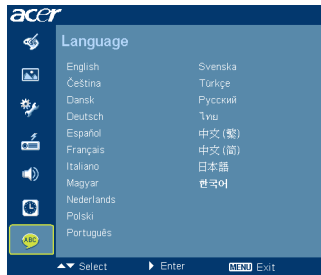 acer
Language
English
Čeština
Dansk
Deutsch
Español
Français
Italiano
Magyar
Nederlands
Polski
Português
Svenska
Türkçe
Русский
ไทย
中文 (繁)
中文 (简)
日本語
한국어
ABC
▲▼ Select
▶ Enter
MENU Exit